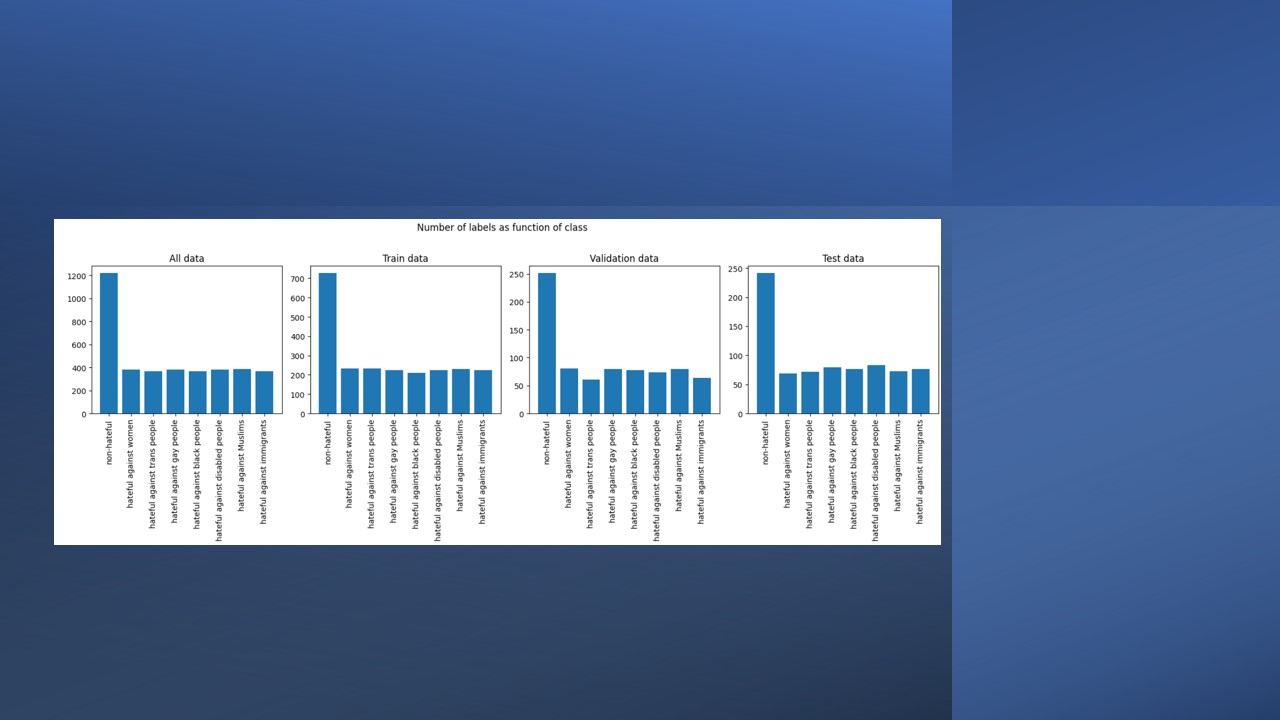 Number of labels as function of class
All data
1200
1000
800
600
400
200
0
non-hateful
hateful against women
hateful against trans people
hateful against gay people
hateful against black people
hateful against disabled people
hateful against Muslims
hateful against immigrants
Train data
700
600
500
400
300
200
100
0
non-hateful
hateful against women
hateful against trans people
hateful against gay people
hateful against black people
hateful against disabled people
hateful against Muslims
hateful against immigrants
Validation data
250
200
150
100
50
0
non-hateful
hateful against women
hateful against trans people
hateful against gay people
hateful against black people
hateful against disabled people
hateful against Muslims
hateful against immigrants
Test data
250
200
150
100
50
0
non-hateful
hateful against women
hateful against trans people
hateful against gay people
hateful against black people
hateful against disabled people
hateful against Muslims
hateful against immigrants